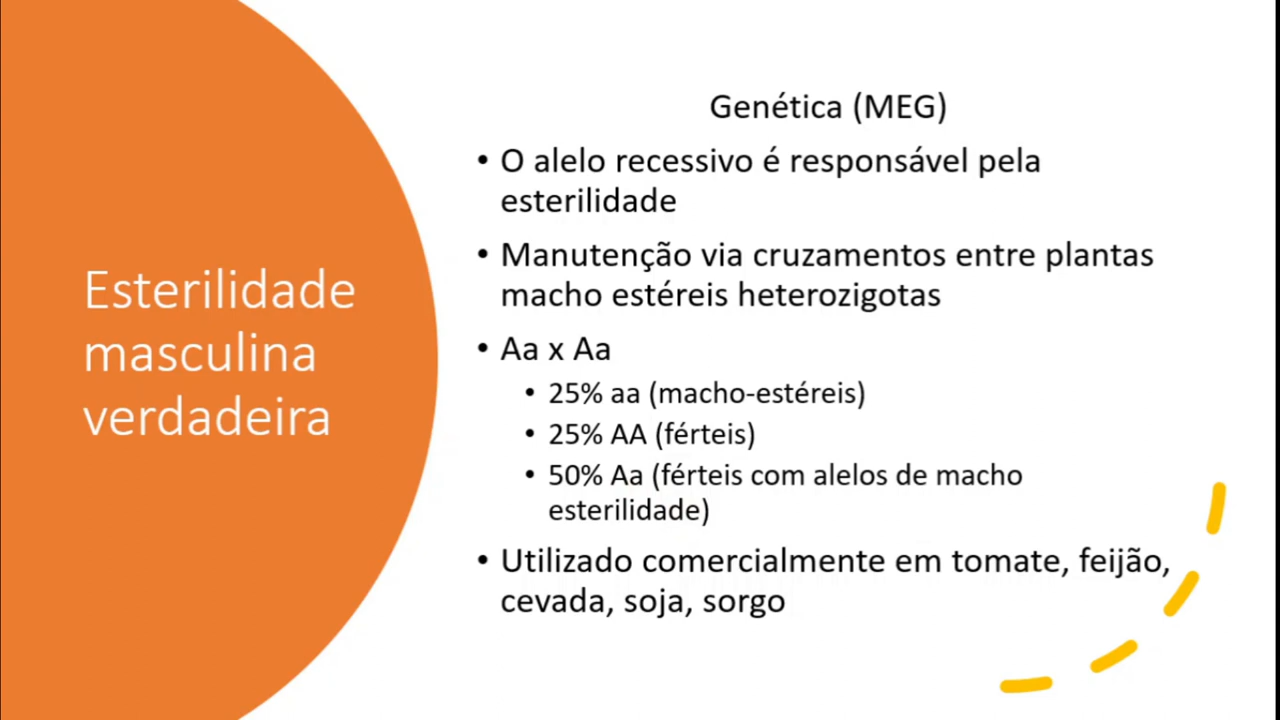 Esterilidade
masculina
verdadeira
Genética (MEG)
• O alelo recessivo é responsável pela
esterilidade
• Manutenção via cruzamentos entre plantas
macho estéreis heterozigotas
• Aa x Aa
• 25% aa (macho-estéreis)
• 25% AA (férteis)
• 50% Aa (férteis com alelos de macho
esterilidade)
• Utilizado comercialmente em tomate, feijão,
cevada, soja, sorgo